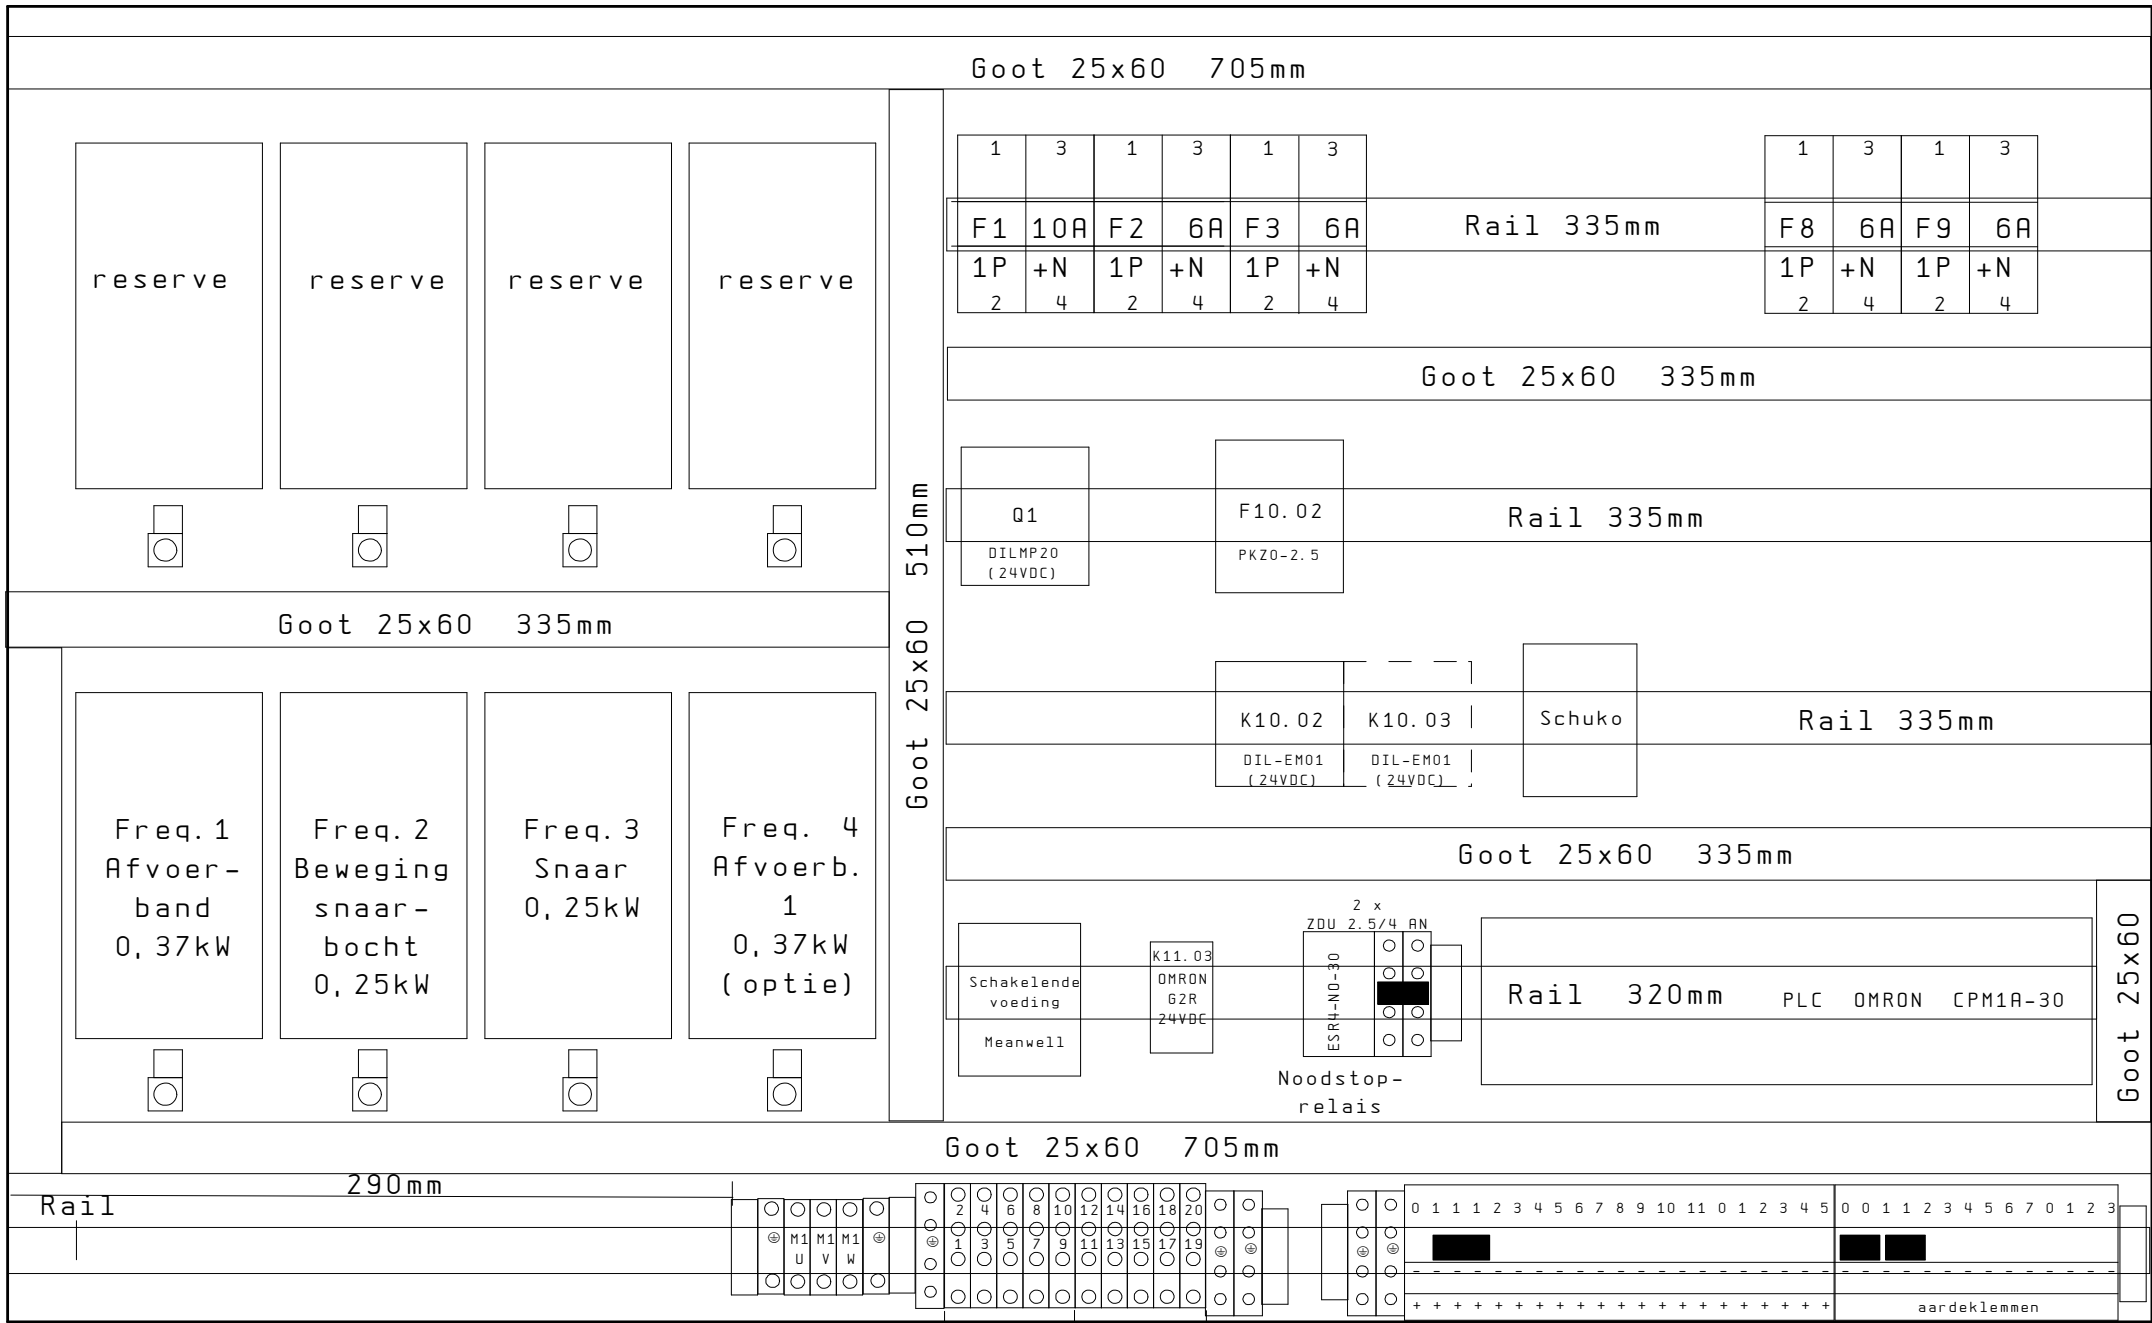 Goot 25x60 705mm
1 3 1 3 1 3
F1 10A F2 6A F3 6A
1P +N 1P +N 1P +N
2 4 2 4 2 4
Rail 335mm
1 3 1 3
F8 6A F9 6A
1P +N 1P +N
2 4 2 4
reserve reserve reserve reserve
Goot 25x60 335mm
Goot 25x60 510mm
Q1
DILMP20
(24VDC)
F10.02
PKZ0-2.5
Rail 335mm
Goot 25x60 335mm
K10.02
DIL-EM01
(24VDC)
K10.03
DIL-EM01
(24VDC)
Schuko
Rail 335mm
Freq.1
Afvoer-
band
0,37kW
Freq.2
Beweging
snaar-
bocht
0,25kW
Freq.3
Snaar
0,25kW
Freq. 4
Afvoerb.
1
0,37kW
(optie)
Goot 25x60 335mm
Schakelende
voeding
Meanwell
K11.03
OMRON
G2R
24VDC
2 x
ZDU 2.5/4 AN
ESR4-NO-30
Noodstop-
relais
Rail 320mm
PLC OMRON CPM1A-30
Goot 25x60
Goot 25x60 705mm
290mm
Rail
M1 M1 M1
U V W
2 4 6 8 10 12 14 16 18 20
1 3 5 7 9 11 13 15 17 19
0 1 1 1 2 3 4 5 6 7 8 9 10 11 0 1 2 3 4 5 0 0 1 1 2 3 4 5 6 7 0 1 2 3
- - - - - - - - - - - - - - - - - - - - - - - - - - - - - - - - - - -
+ + + + + + + + + + + + + + + + + + + + +
aardeklemmen